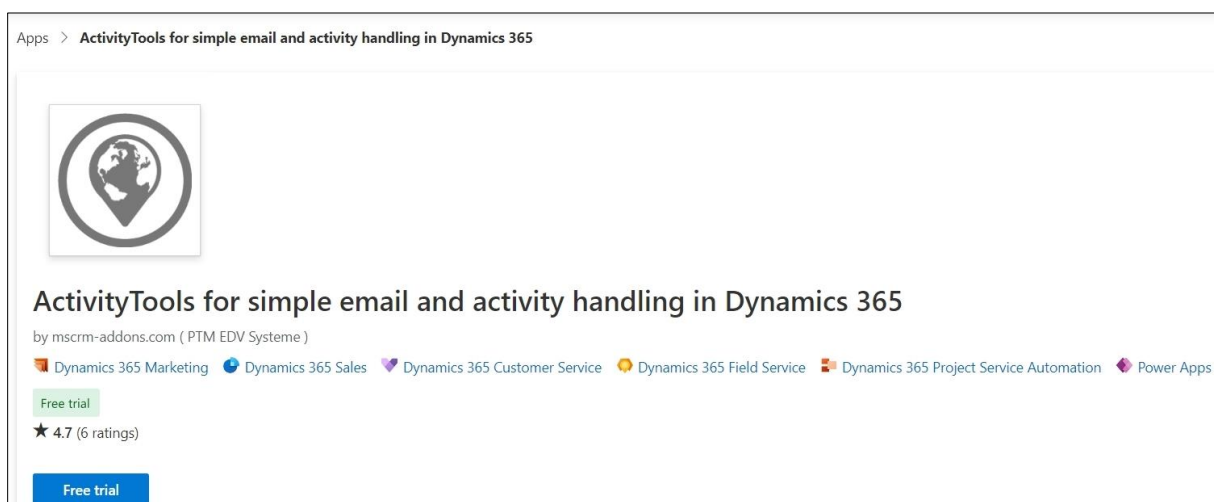 Apps > ActivityTools for simple email and activity handling in Dynamics 365
ActivityTools for simple email and activity handling in Dynamics 365
by mscrm-addons.com ( PTM EDV Systeme )
Dynamics 365 Marketing Dynamics 365 Sales Dynamics 365 Customer Service Dynamics 365 Field Service Dynamics 365 Project Service Automation Power Apps
Free trial
★ 4.7 (6 ratings)
Free trial